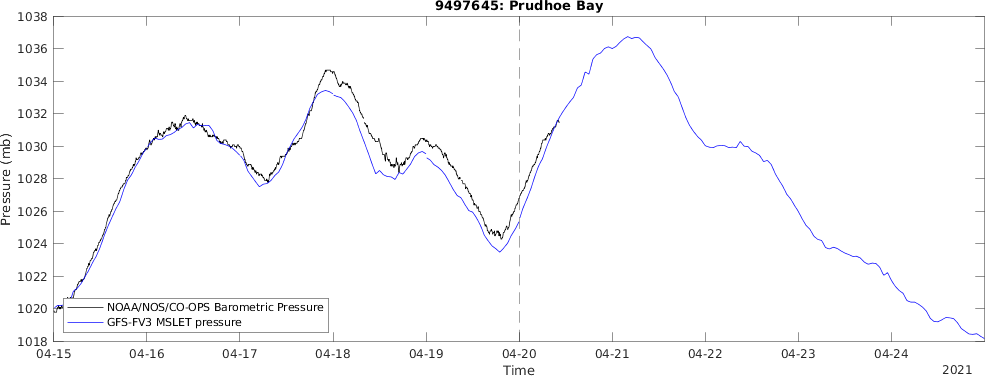 9497645: Prudhoe Bay
Pressure (mb)
1038
1036
1034
1032
1030
1028
1026
1024
1022
1020
1018
NOAA/NOS/CO-OPS Barometric Pressure
GFS-FV3 MSLET pressure
04-15 04-16 04-17 04-18 04-19 04-20 04-21 04-22 04-23 04-24
Time
2021